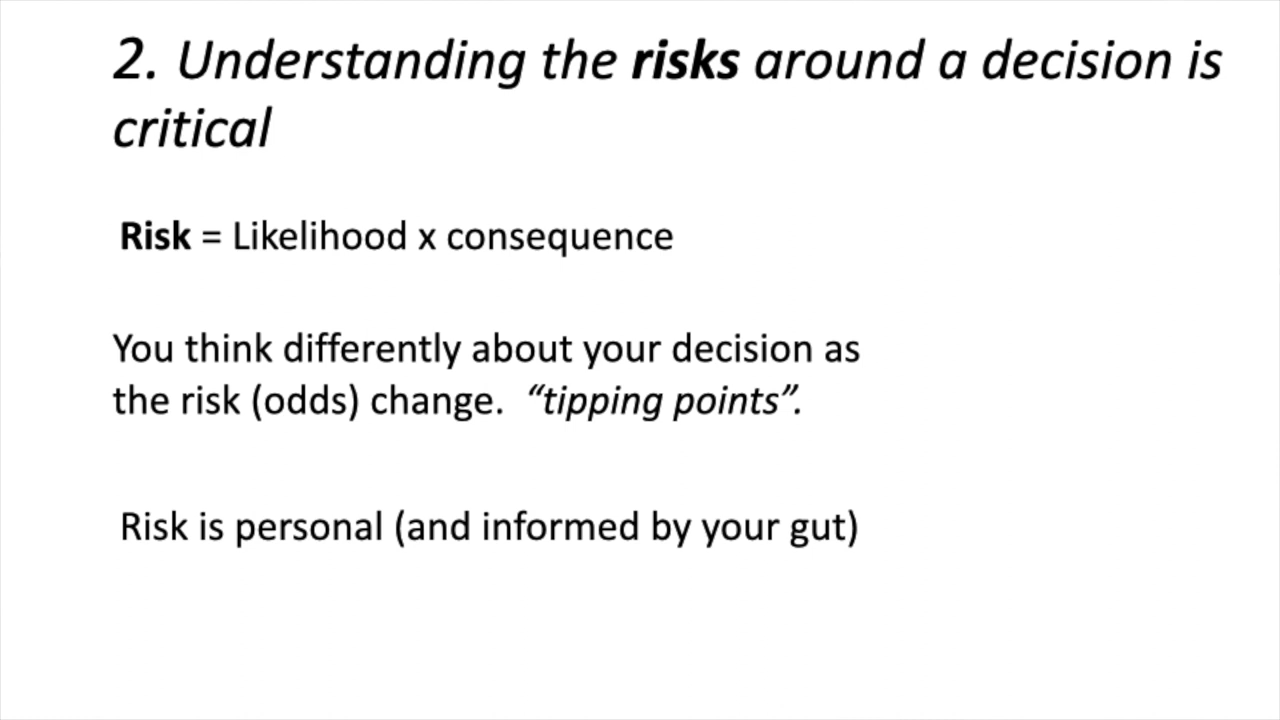 2. Understanding the risks around a decision is
critical
Risk = Likelihood x consequence
You think differently about your decision as
the risk (odds) change. “tipping points”.
Risk is personal (and informed by your gut)